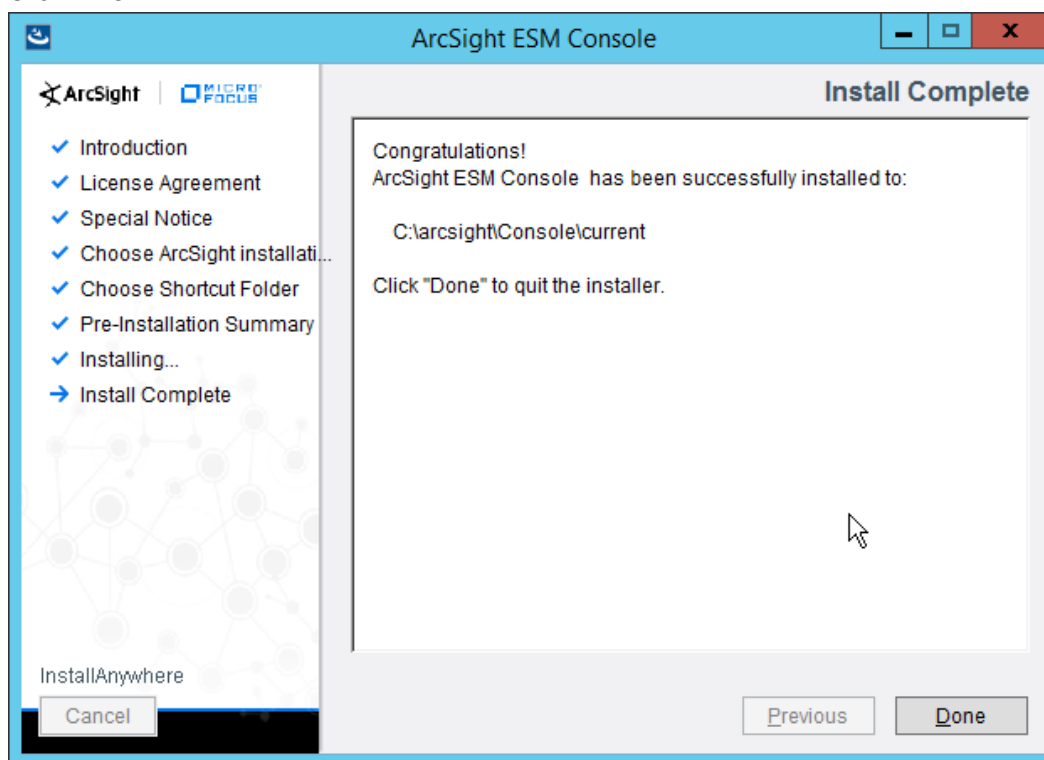 ArcSight ESM Console
ArcSight
MICRO FOCUS
Install Complete
Introduction
License Agreement
Special Notice
Choose ArcSight installati...
Choose Shortcut Folder
Pre-Installation Summary
Installing...
Install Complete
Congratulations!
ArcSight ESM Console has been successfully installed to:
C:\arcsight\Console\current
Click "Done" to quit the installer.
InstallAnywhere
Cancel
Previous
Done